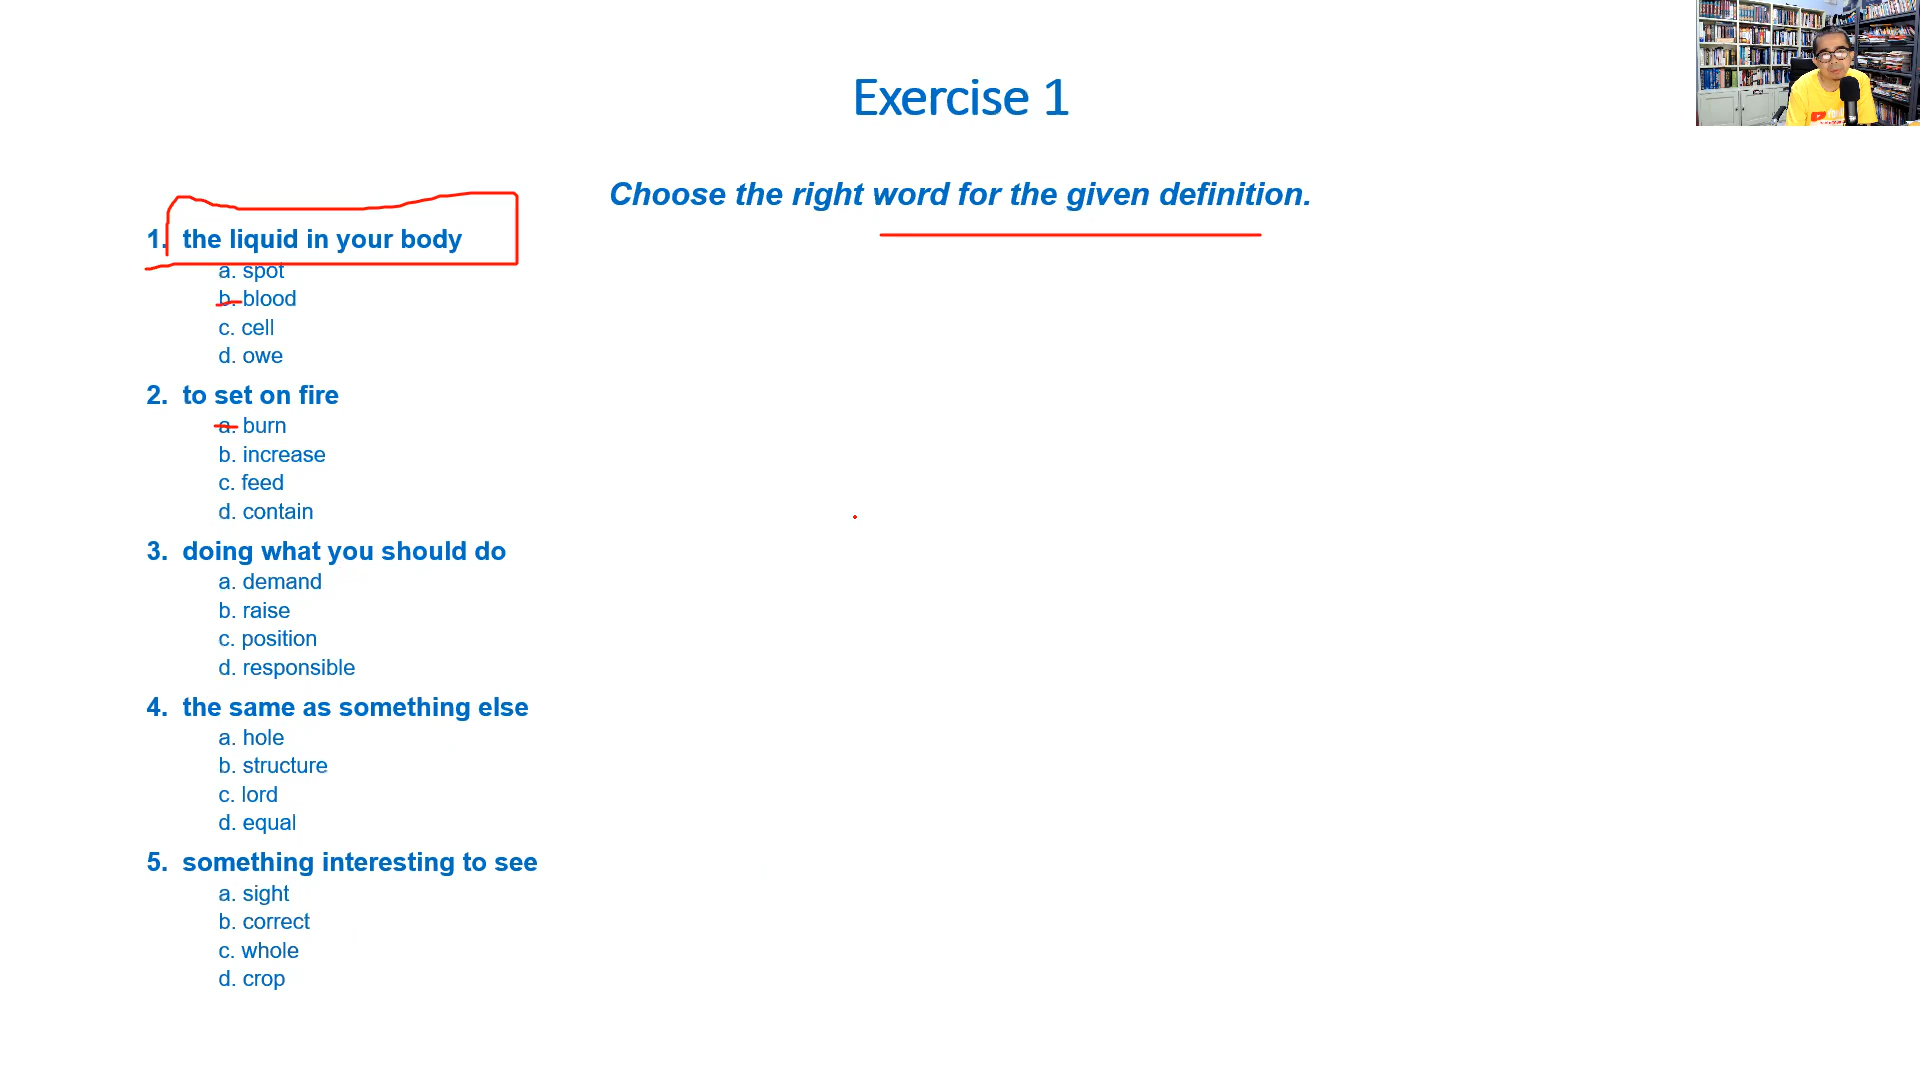 Exercise 1
Choose the right word for the given definition.
1. the liquid in your body
a. spot
b. blood
c. cell
d. owe
2. to set on fire
a. burn
b. increase
c. feed
d. contain
3. doing what you should do
a. demand
b. raise
c. position
d. responsible
4. the same as something else
a. hole
b. structure
c. lord
d. equal
5. something interesting to see
a. sight
b. correct
c. whole
d. crop